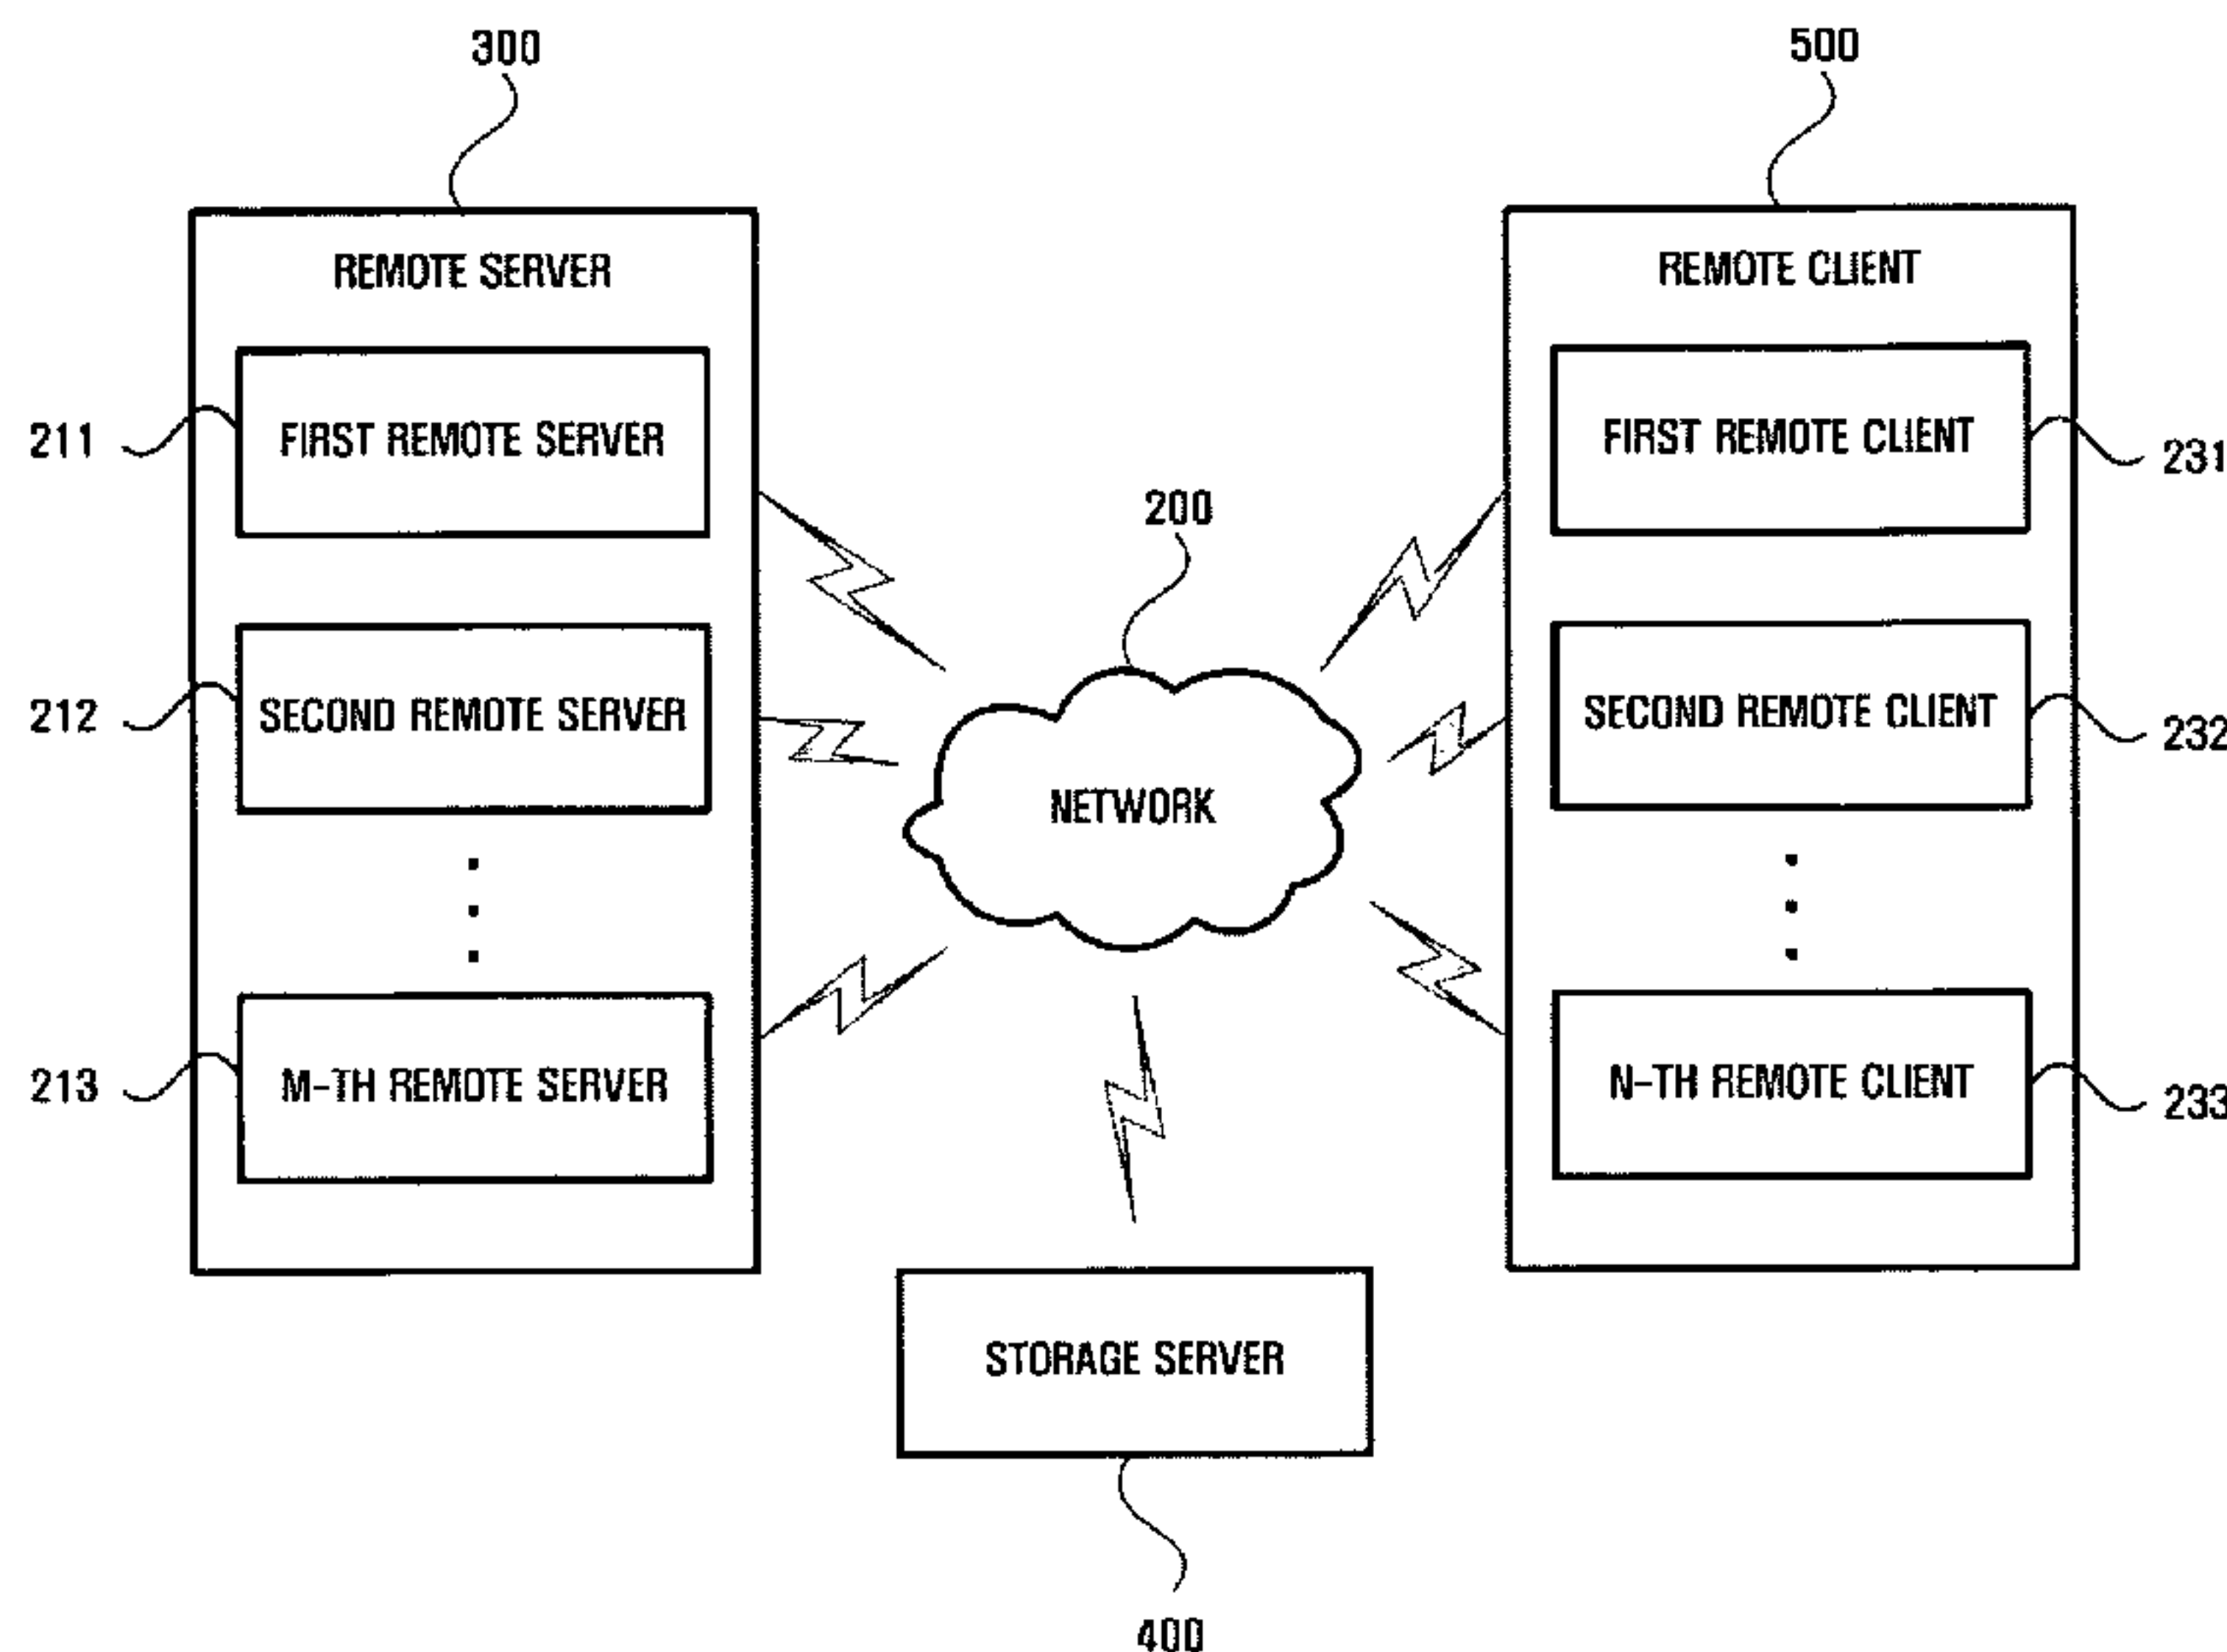 300
500
REMOTE SERVER
REMOTE CLIENT
211
FIRST REMOTE SERVER
FIRST REMOTE CLIENT
231
200
212
SECOND REMOTE SERVER
SECOND REMOTE CLIENT
232
NETWORK
213
M-TH REMOTE SERVER
N-TH REMOTE CLIENT
233
STORAGE SERVER
400